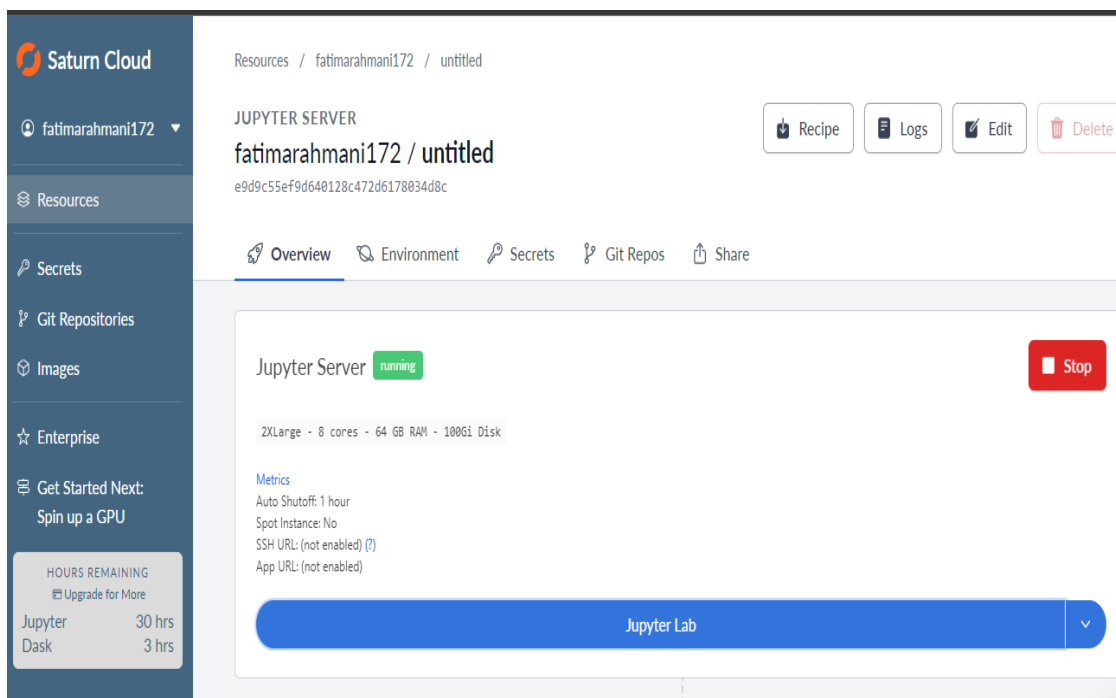 Saturn Cloud
fatimarahmani172
Resources
Secrets
Git Repositories
Images
Enterprise
Get Started Next:
Spin up a GPU
HOURS REMAINING
Upgrade for More
Jupyter 30 hrs
Dask 3 hrs
Resources / fatimarahmani172 / untitled
JUPYTER SERVER
fatimarahmani172 / untitled
e9d9c55ef9d640128c472d6178034d8c
Recipe Logs Edit Delete
Overview Environment Secrets Git Repos Share
Jupyter Server running
Stop
2XLarge - 8 cores - 64 GB RAM - 100Gi Disk
Metrics
Auto Shutoff: 1 hour
Spot Instance: No
SSH URL: (not enabled) (?)
App URL: (not enabled)
Jupyter Lab